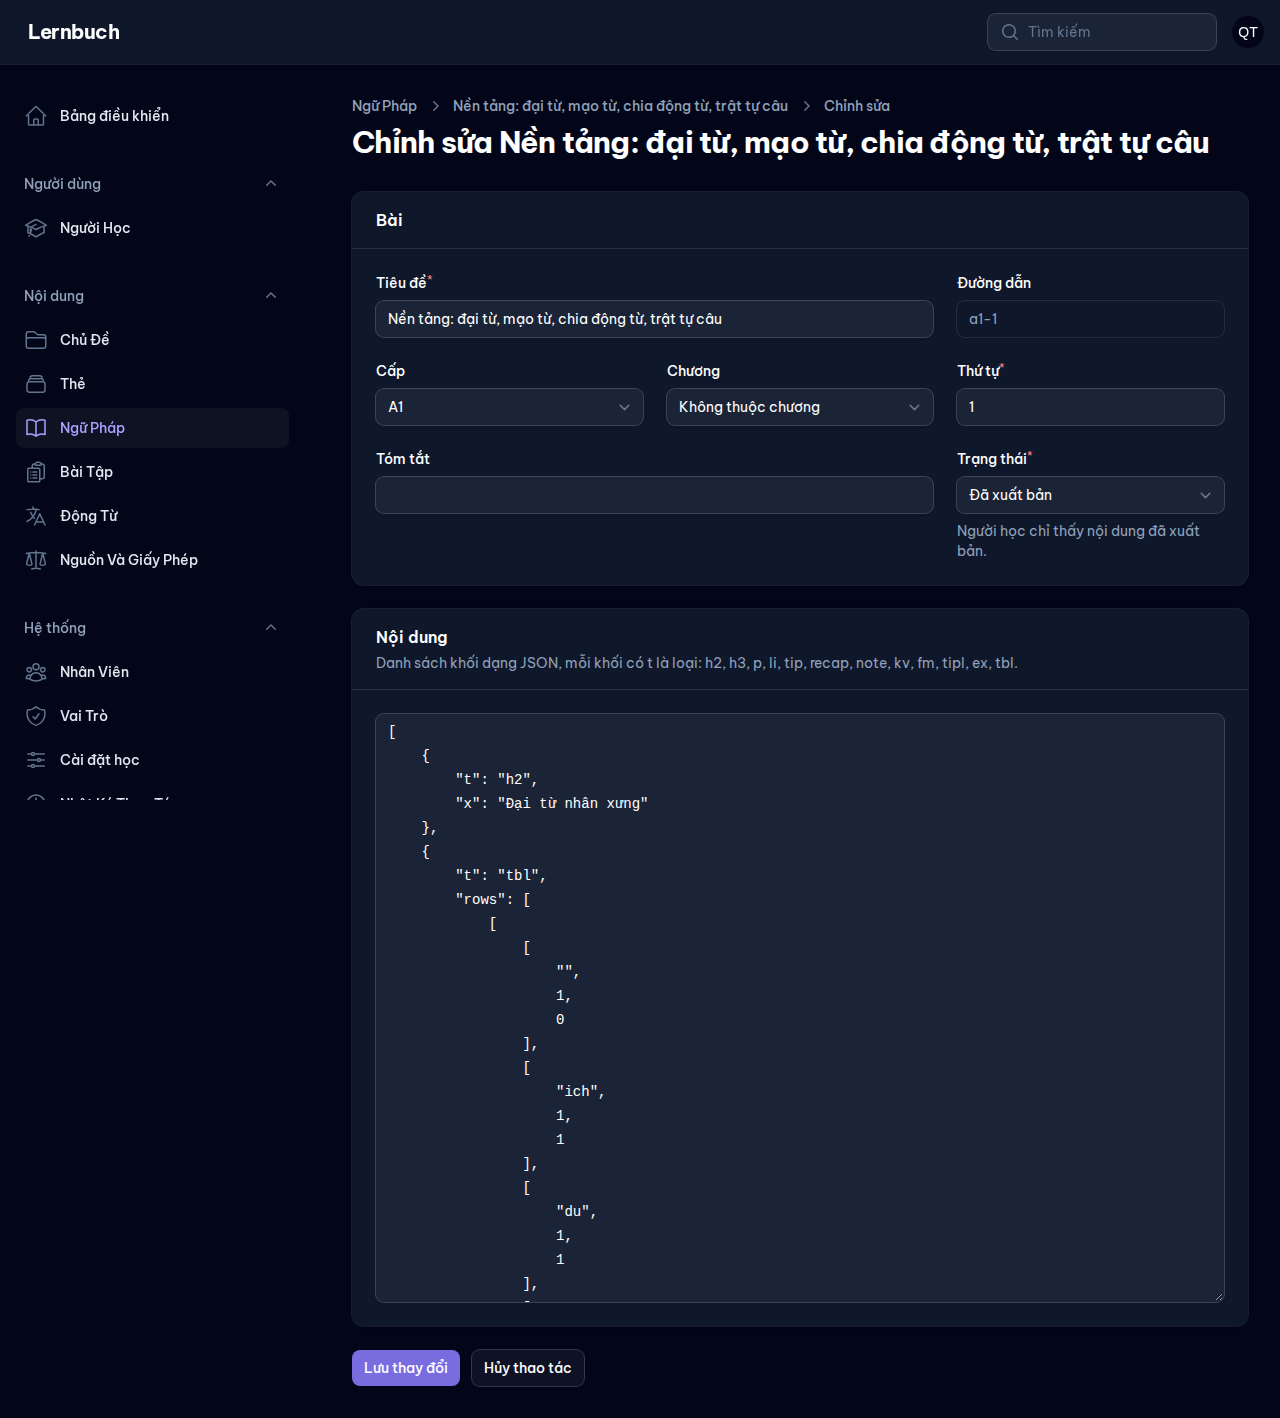 Lernbuch
Tìm kiếm
QT
Bảng điều khiển
Người dùng
Người Học
Nội dung
Chủ Đề
Thẻ
Ngữ Pháp
Bài Tập
Động Từ
Nguồn Và Giấy Phép
Hệ thống
Nhân Viên
Vai Trò
Cài đặt học
Ngữ Pháp > Nền tảng: đại từ, mạo từ, chia động từ, trật tự câu > Chỉnh sửa
Chỉnh sửa Nền tảng: đại từ, mạo từ, chia động từ, trật tự câu
Bài
Tiêu đề*
Đường dẫn
Nền tảng: đại từ, mạo từ, chia động từ, trật tự câu
a1-1
Cấp
Chương
Thứ tự*
A1
Không thuộc chương
1
Tóm tắt
Trạng thái*
Đã xuất bản
Người học chỉ thấy nội dung đã xuất
bản.
Nội dung
Danh sách khối dạng JSON, mỗi khối có t là loại: h2, h3, p, li, tip, recap, note, kv, fm, tipl, ex, tbl.
[
{
"t": "h2",
"x": "Đại từ nhân xưng"
},
{
"t": "tbl",
"rows": [
[
[
"",
1,
0
],
[
"ich",
1,
1
],
[
"du",
1,
1
],
Lưu thay đổi
Hủy thao tác